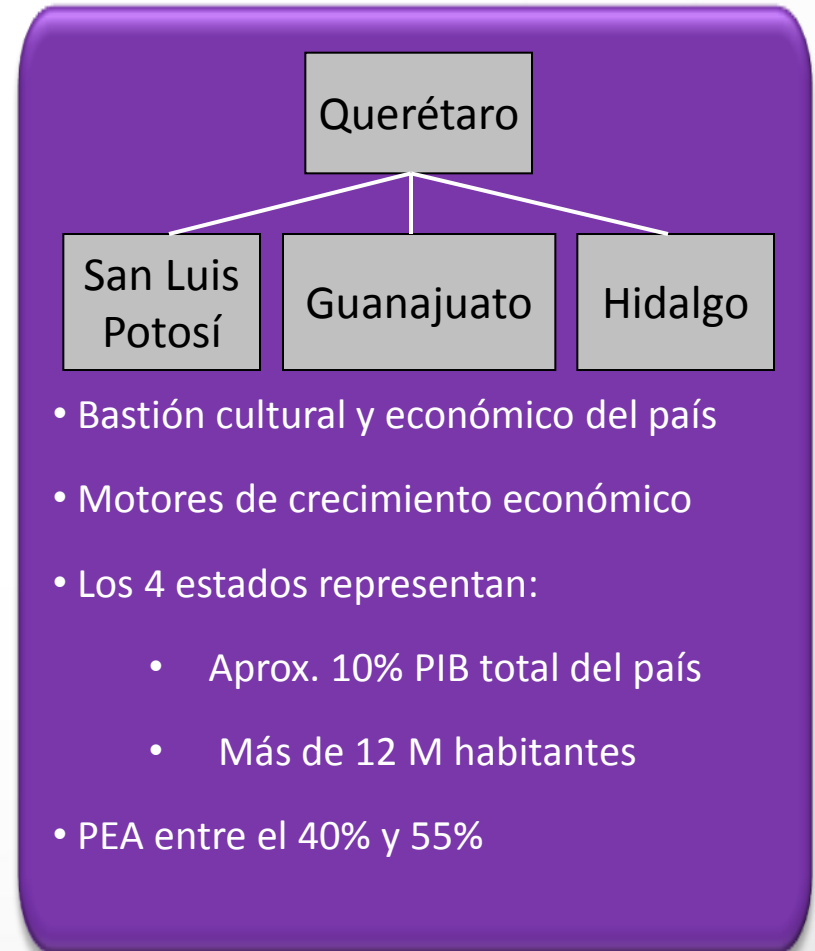 Querétaro
San Luis
Potosí
Guanajuato
Hidalgo
• Bastión cultural y económico del país
• Motores de crecimiento económico
• Los 4 estados representan:
• Aprox. 10% PIB total del país
• Más de 12 M habitantes
• PEA entre el 40% y 55%